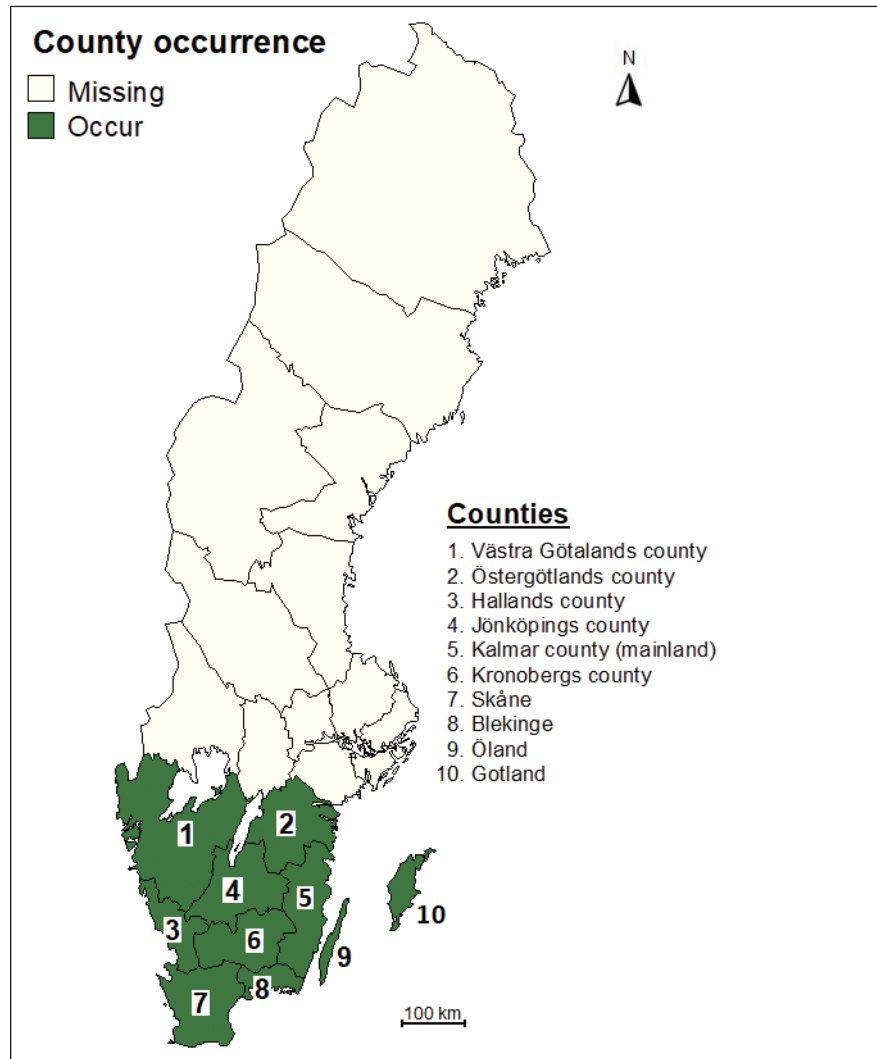 County occurrence
Missing
Occur
N
Counties
1. Västra Götalands county
2. Östergötlands county
3. Hallands county
4. Jönköpings county
5. Kalmar county (mainland)
6. Kronobergs county
7. Skåne
8. Blekinge
9. Öland
10. Gotland
1
2
4
5
3
6
9
10
7
8
100 km